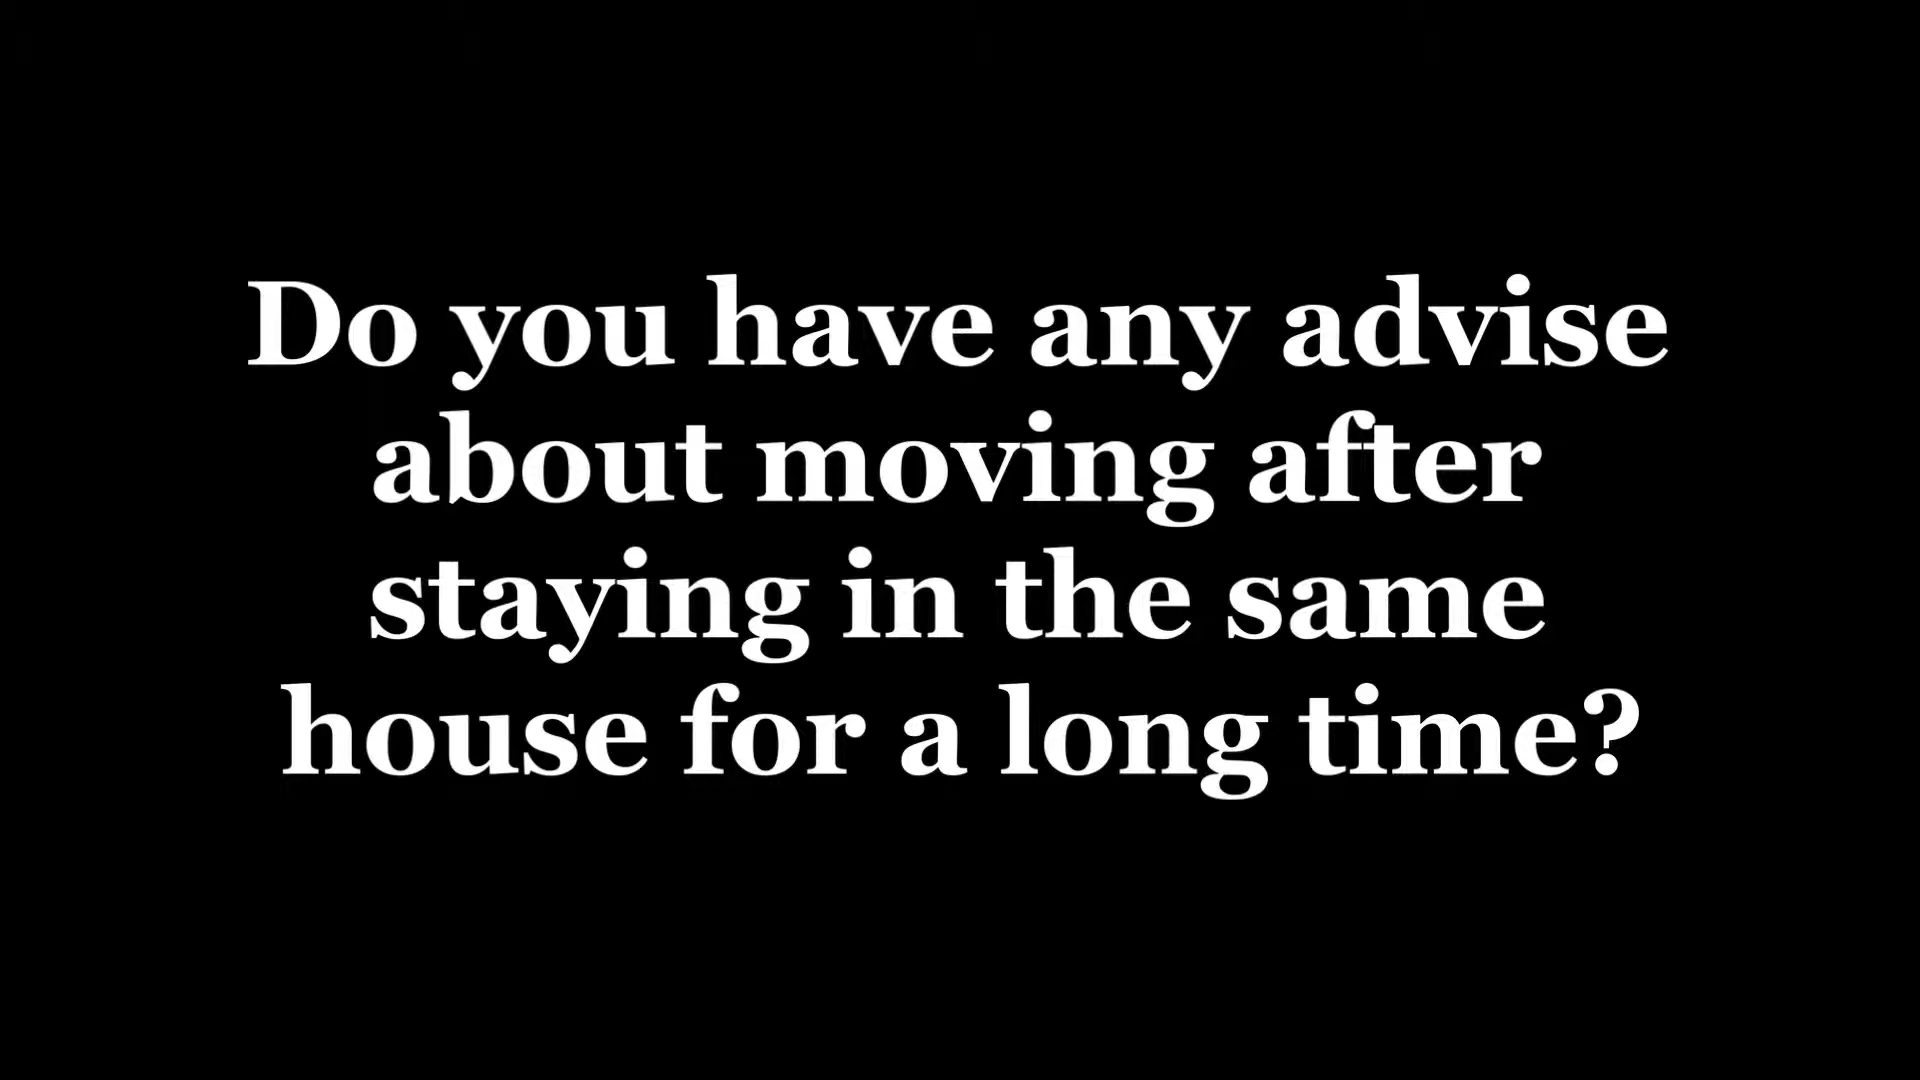 Do you have any advise
about moving after
staying in the same
house for a long time?